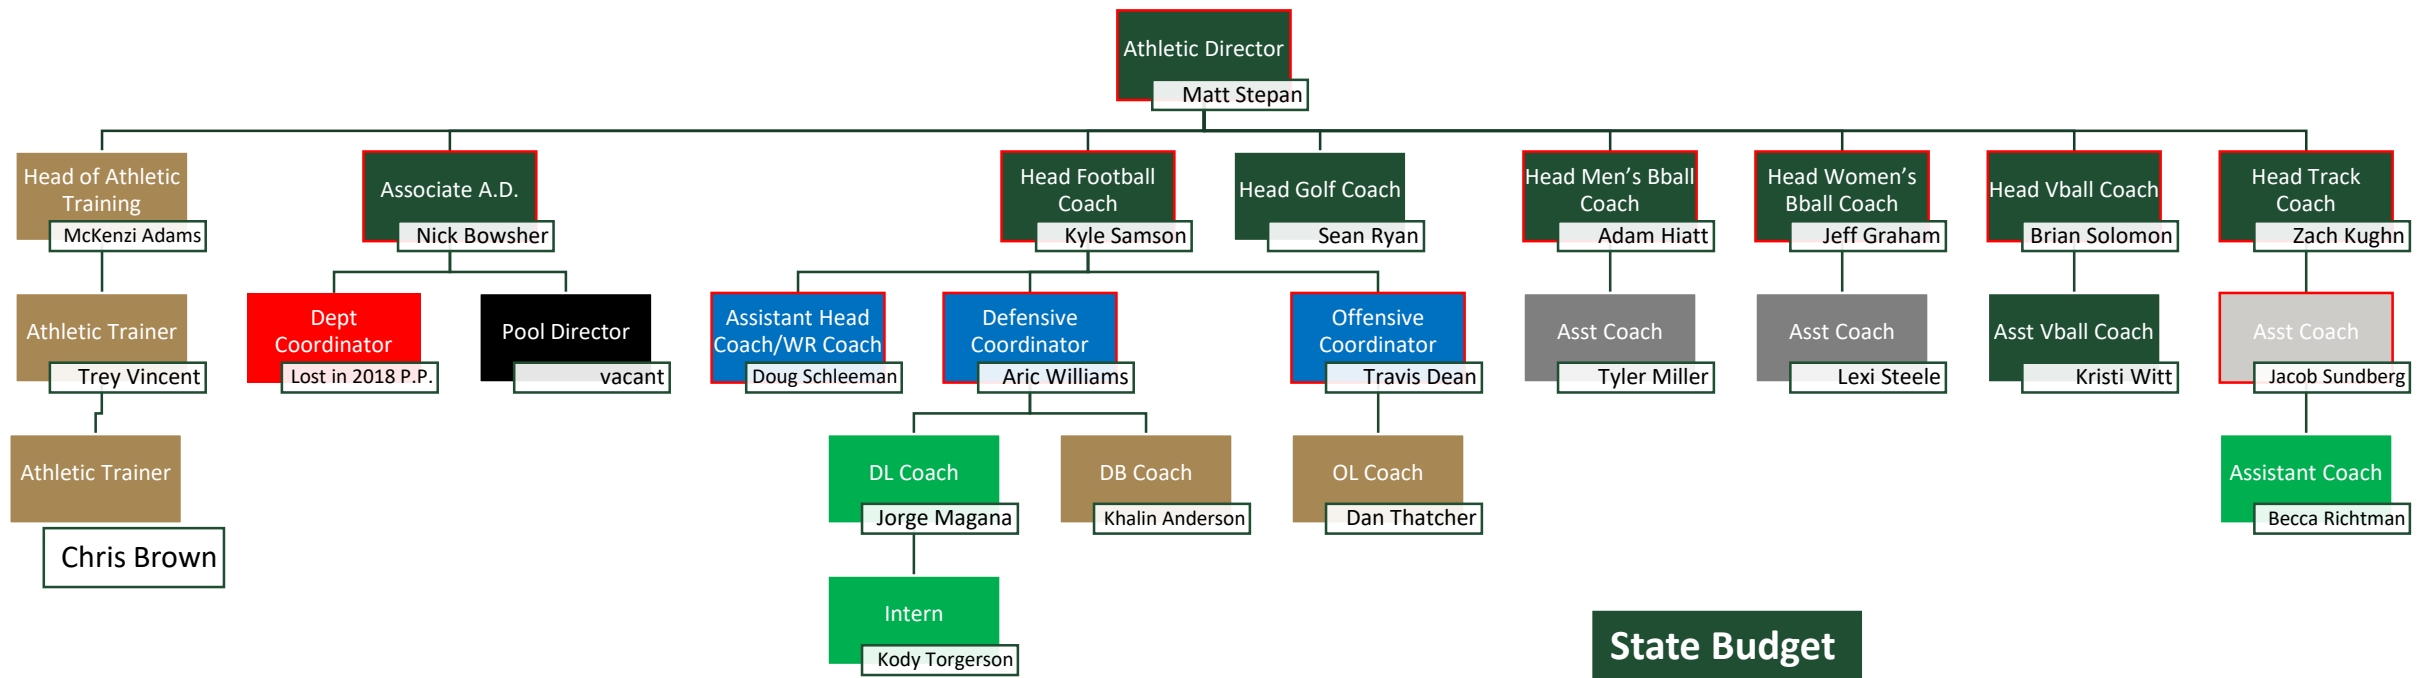 Athletic Director
Matt Stepan
Head of Athletic
Training
McKenzi Adams
Associate A.D.
Nick Bowsher
Head Football
Coach
Kyle Samson
Head Golf Coach
Sean Ryan
Head Men's Bball
Coach
Adam Hiatt
Head Women's
Bball Coach
Jeff Graham
Head Vball Coach
Brian Solomon
Head Track
Coach
Zach Kughn
Athletic Trainer
Trey Vincent
Dept
Coordinator
Lost in 2018 P.P.
Pool Director
vacant
Assistant Head
Coach/WR Coach
Doug Schleeman
Defensive
Coordinator
Aric Williams
Offensive
Coordinator
Travis Dean
Asst Coach
Tyler Miller
Asst Coach
Lexi Steele
Asst Vball Coach
Kristi Witt
Asst Coach
Jacob Sundberg
Athletic Trainer
Chris Brown
DL Coach
Jorge Magana
DB Coach
Khalin Anderson
OL Coach
Dan Thatcher
Assistant Coach
Becca Richtman
Intern
Kody Torgerson
State Budget